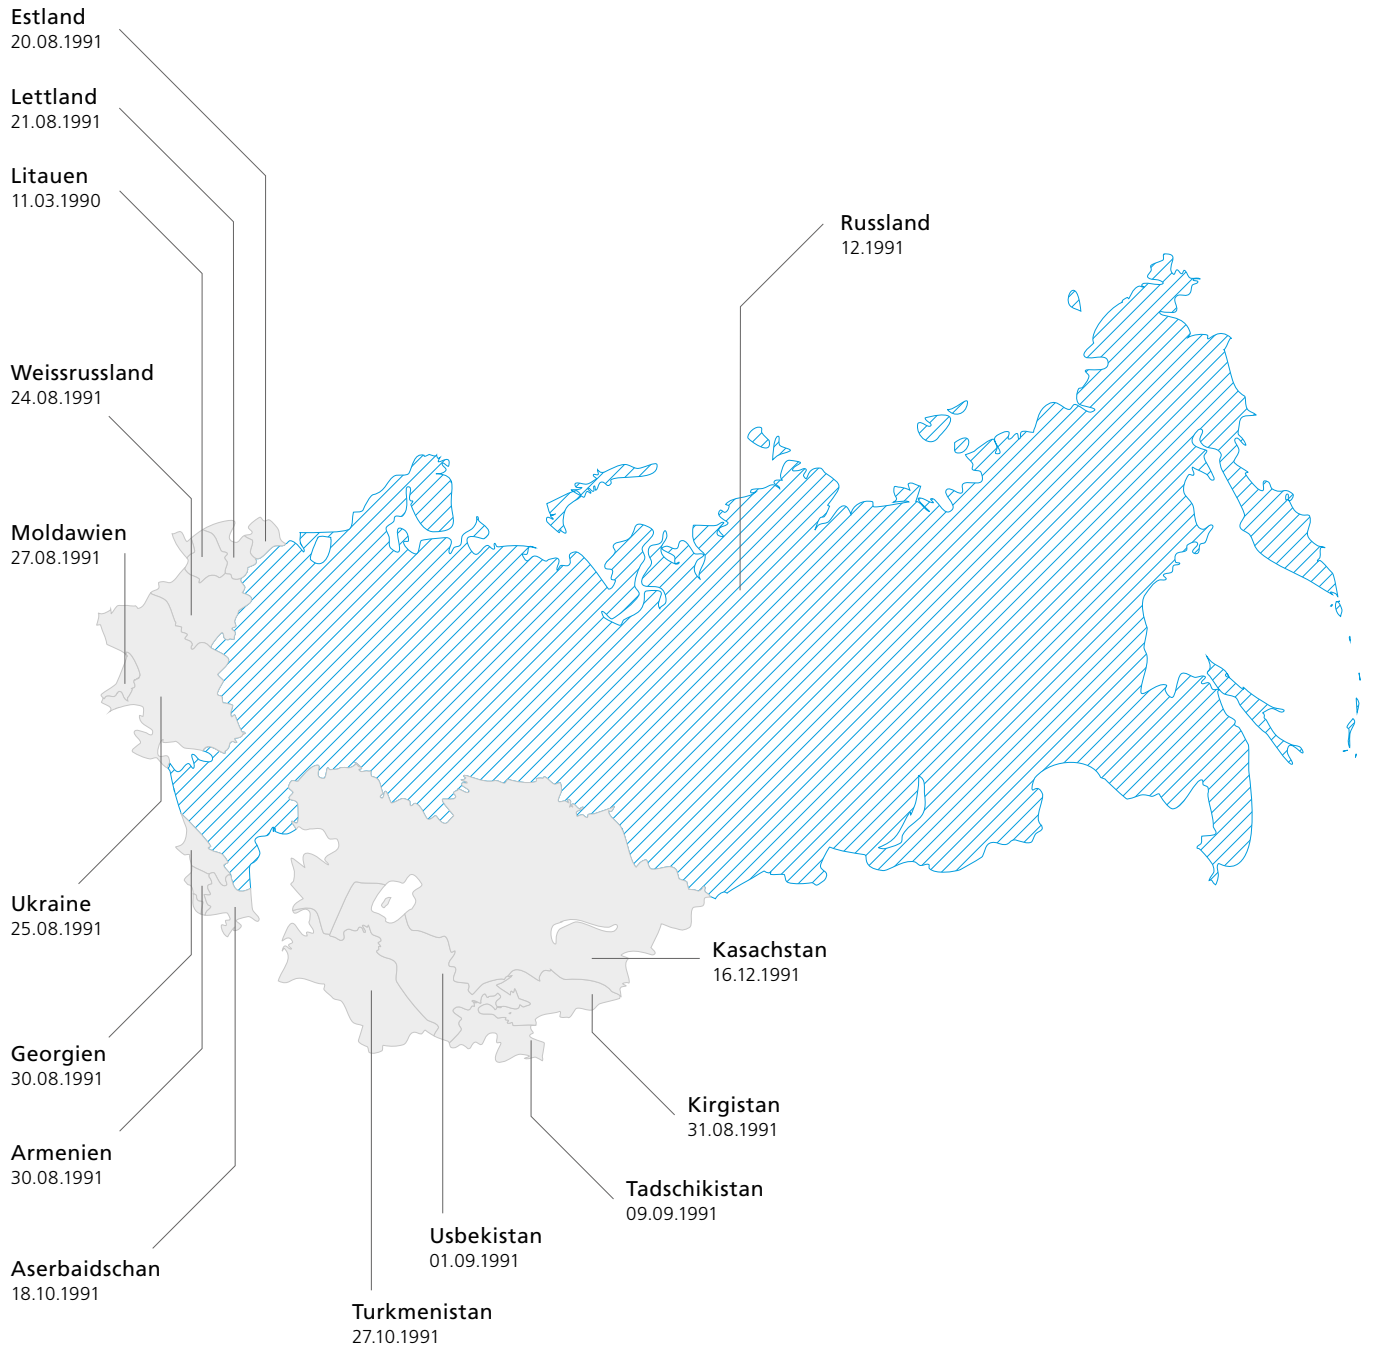 Estland
20.08.1991
Lettland
21.08.1991
Litauen
11.03.1990
Russland
12.1991
Weissrussland
24.08.1991
Moldawien
27.08.1991
Ukraine
25.08.1991
Kasachstan
16.12.1991
Georgien
30.08.1991
Kirgistan
31.08.1991
Armenien
30.08.1991
Tadschikistan
09.09.1991
Usbekistan
01.09.1991
Aserbaidschan
18.10.1991
Turkmenistan
27.10.1991